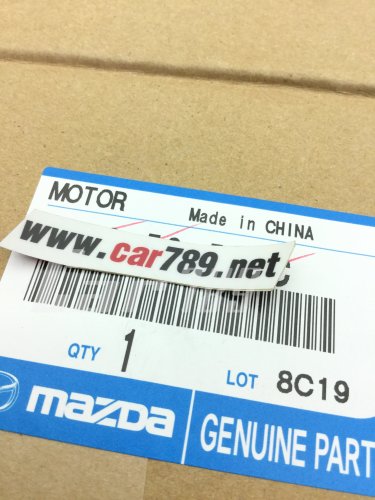 MOTOR
Made in CHINA
www.car789.net
QTY 1
LOT 8C19
mazda
GENUINE PART